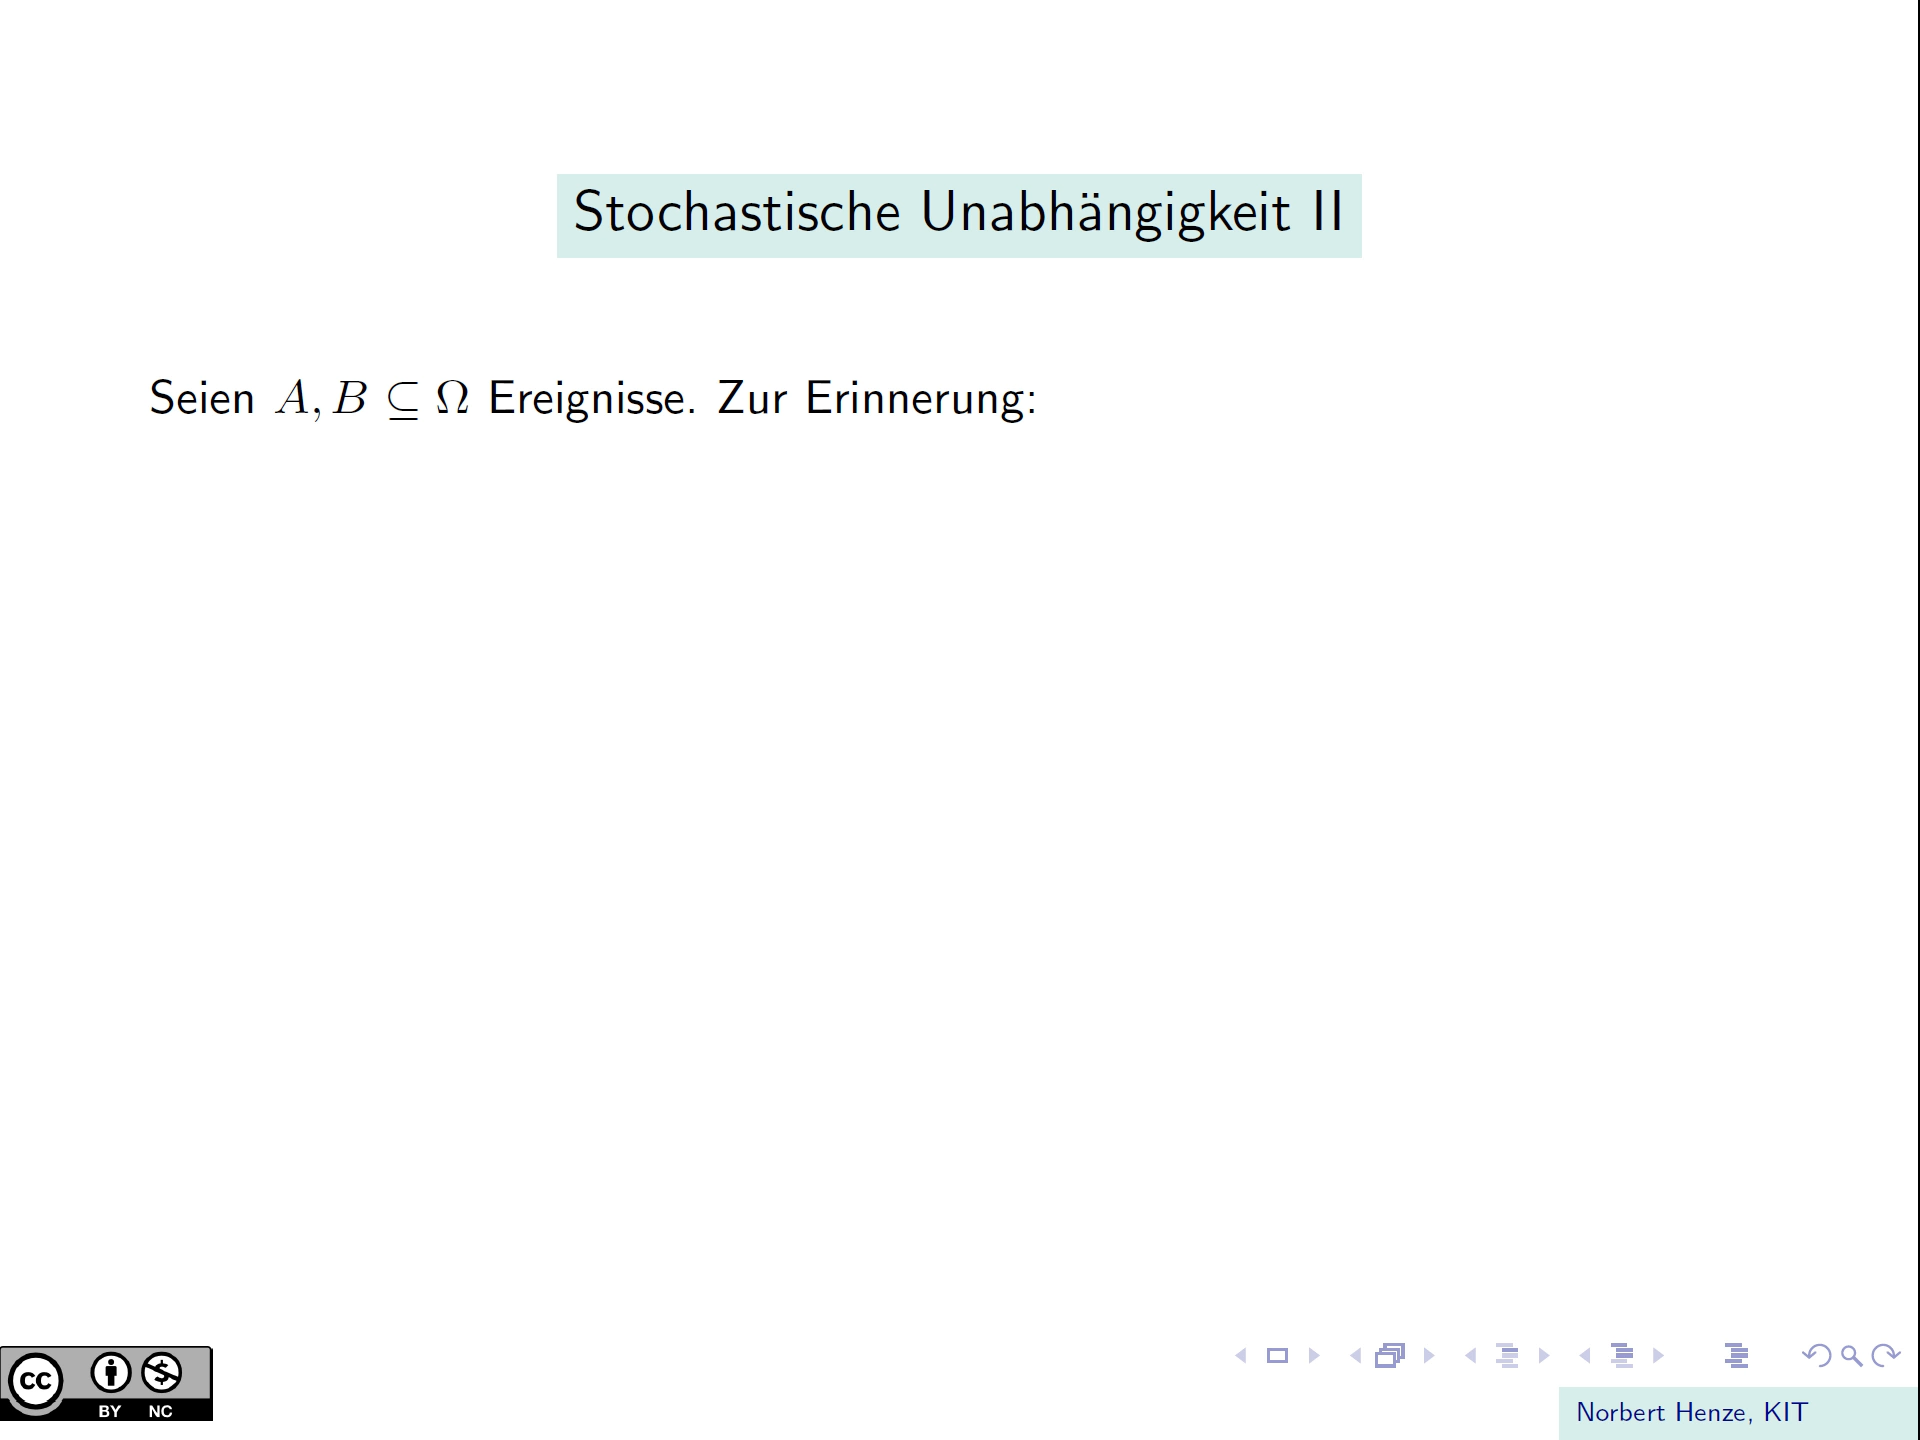 Stochastische Unabhängigkeit II
Seien A, B ⊆ Ω Ereignisse. Zur Erinnerung:
cc
BY NC
Norbert Henze, KIT